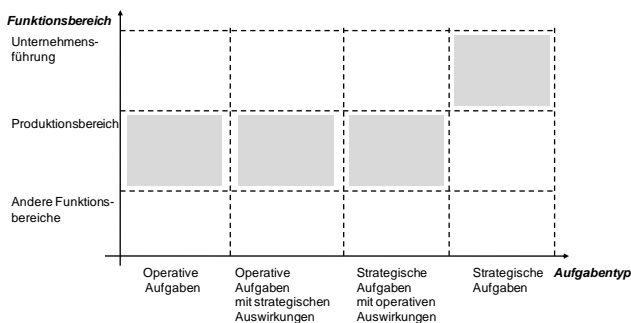 Funktionsbereich
Unternehmens-
führung
Produktionsbereich
Andere Funktions-
bereiche
Operative
Aufgaben
Operative
Aufgaben
mit strategischen
Auswirkungen
Strategische
Aufgaben
mit operativen
Auswirkungen
Strategische
Aufgaben
Aufgabentyp